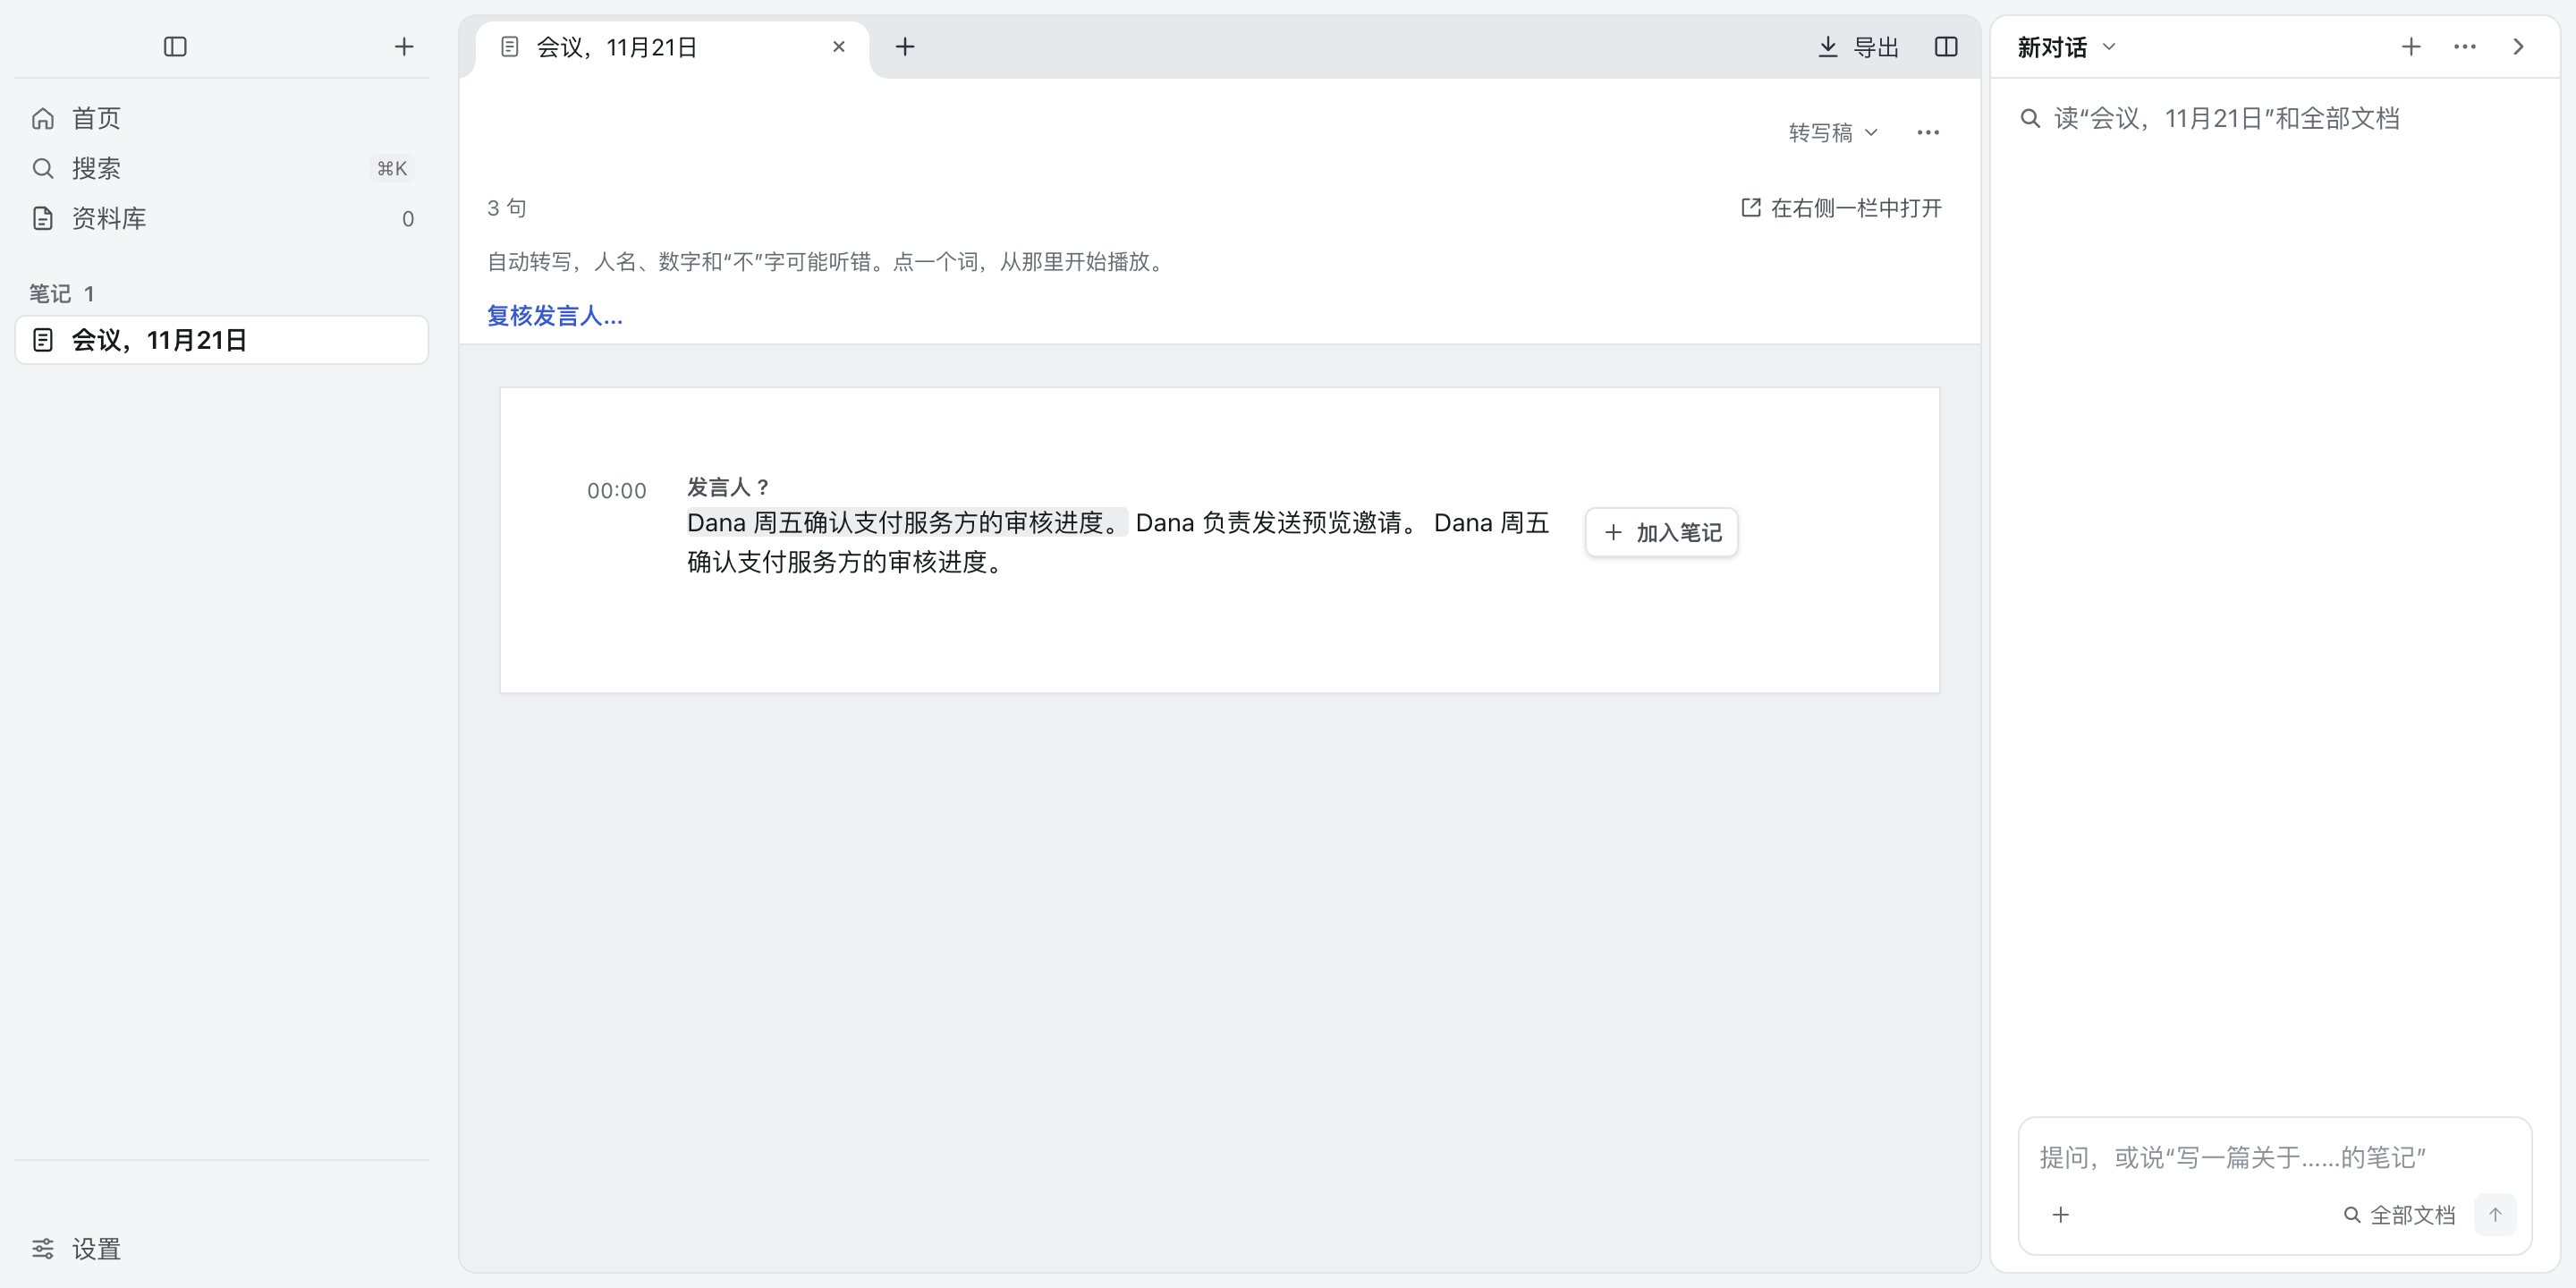 首页
搜索 ⌘K
资料库 0
笔记 1
会议，11月21日
设置
会议，11月21日
导出
转写稿
3 句
在右侧一栏中打开
自动转写，人名、数字和“不”字可能听错。点一个词，从那里开始播放。
复核发言人...
00:00 发言人 ?
Dana 周五确认支付服务方的审核进度。 Dana 负责发送预览邀请。 Dana 周五
确认支付服务方的审核进度。
加入笔记
新对话
读“会议，11月21日”和全部文档
提问，或说“写一篇关于……的笔记”
全部文档